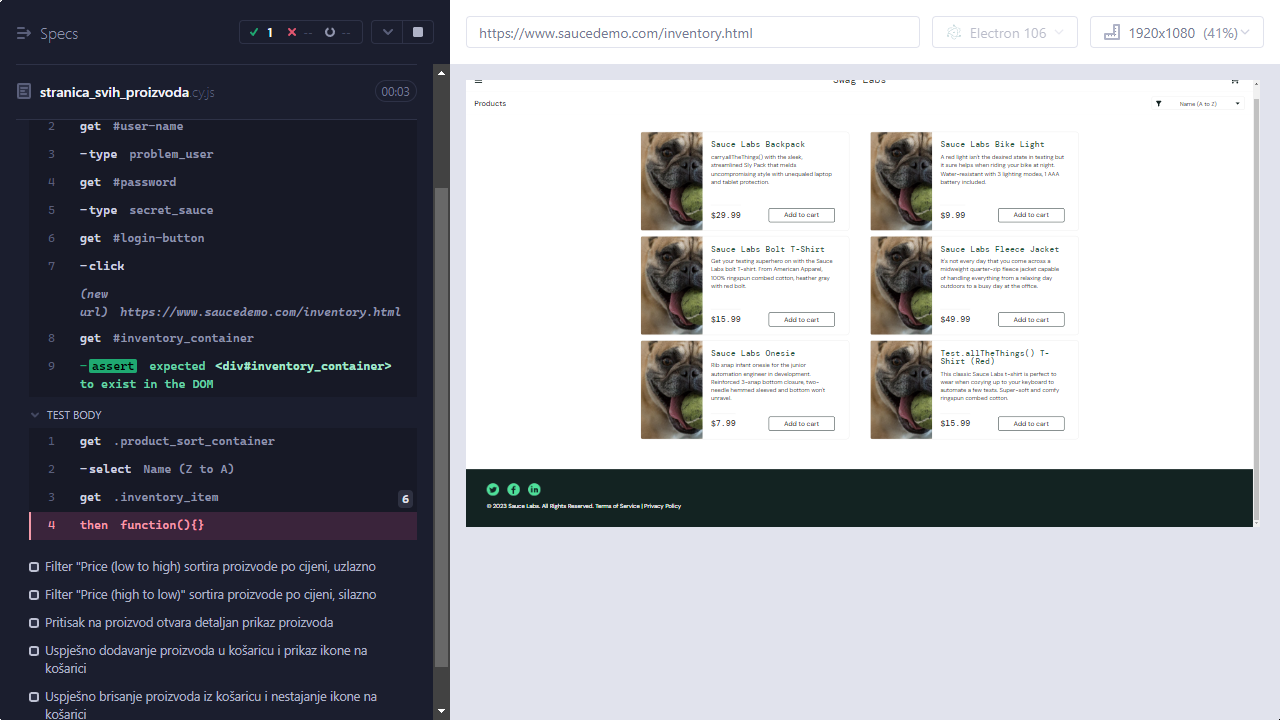 Specs
1
--
--
stranica_svih_proizvoda.cy.js
00:03
2 get #user-name
3 -type problem_user
4 get #password
5 -type secret_sauce
6 get #login-button
7 -click
(new
url) https://www.saucedemo.com/inventory.html
8 get #inventory_container
9 -assert expected <div#inventory_container>
to exist in the DOM
TEST BODY
1 get .product_sort_container
2 -select Name (Z to A)
3 get .inventory_item 6
4 then function(){}
Filter "Price (low to high) sortira proizvode po cijeni, uzlazno
Filter "Price (high to low)" sortira proizvode po cijeni, silazno
Pritisak na proizvod otvara detaljan prikaz proizvoda
Uspješno dodavanje proizvoda u košaricu i prikaz ikone na
košarici
Uspješno brisanje proizvoda iz košaricu i nestajanje ikone na
košarici
https://www.saucedemo.com/inventory.html
Electron 106
1920x1080 (41%)
Swag Labs
Products
Name (A to Z)
Sauce Labs Backpack
carry.allTheThings() with the sleek,
streamlined Sly Pack that melds
uncompromising style with unequaled laptop
and tablet protection.
$29.99
Add to cart
Sauce Labs Bike Light
A red light isn't the desired state in testing but
it sure helps when riding your bike at night.
Water-resistant with 3 lighting modes, 1 AAA
battery included.
$9.99
Add to cart
Sauce Labs Bolt T-Shirt
Get your testing superhero on with the Sauce
Labs bolt T-shirt. From American Apparel,
100% ringspun combed cotton, heather gray
with red bolt.
$15.99
Add to cart
Sauce Labs Fleece Jacket
It's not every day that you come across a
midweight quarter-zip fleece jacket capable
of handling everything from a relaxing day
outdoors to a busy day at the office.
$49.99
Add to cart
Sauce Labs Onesie
Rib snap infant onesie for the junior
automation engineer in development.
Reinforced 3-snap bottom closure, two-
needle hemmed sleeved and bottom won't
unravel.
$7.99
Add to cart
Test.allTheThings() T-
Shirt (Red)
This classic Sauce Labs t-shirt is perfect to
wear when cozying up to your keyboard to
automate a few tests. Super-soft and comfy
ringspun combed cotton.
$15.99
Add to cart
© 2023 Sauce Labs. All Rights Reserved. Terms of Service | Privacy Policy